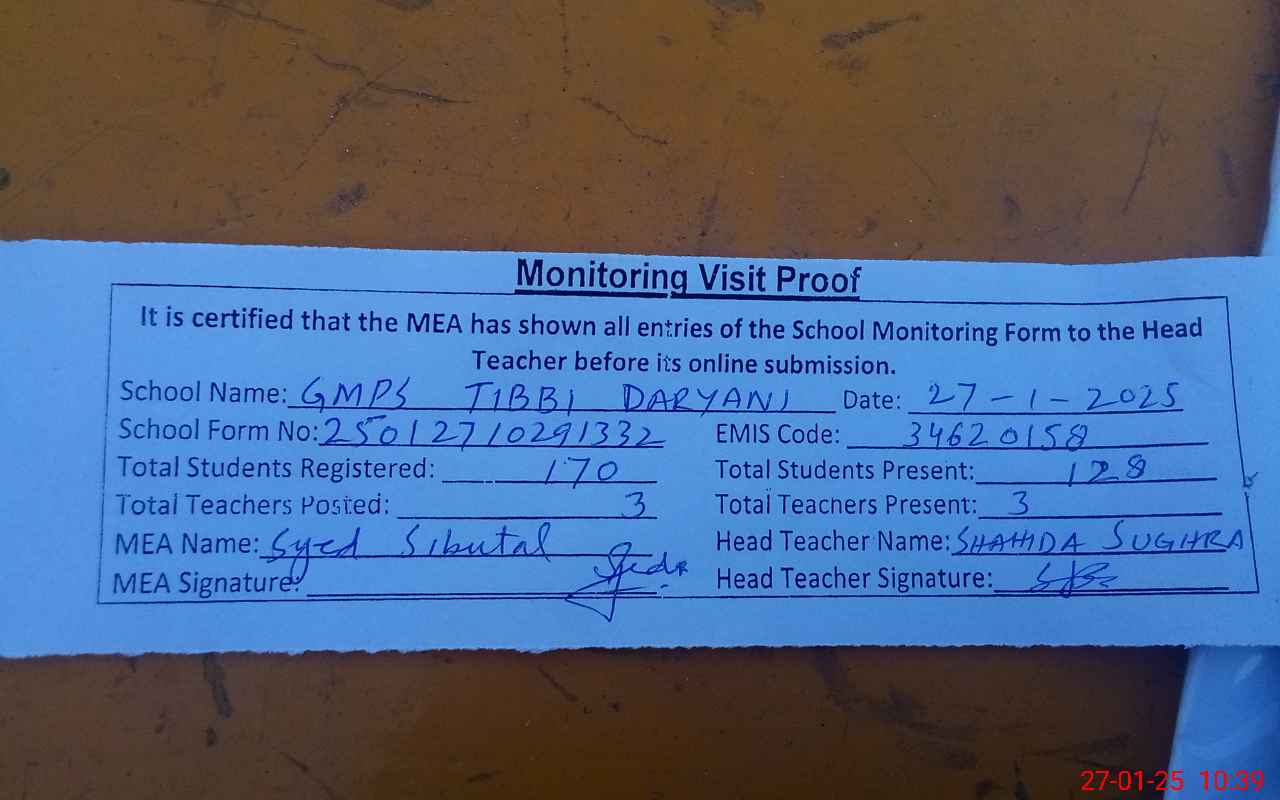 Monitoring Visit Proof
It is certified that the MEA has shown all entries of the School Monitoring Form to the Head
Teacher before its online submission.
School Name: GMPS TIBBI DARYANI Date: 27-1-2025
School Form No: 25012710291332 EMIS Code: 34620158
Total Students Registered: 170 Total Students Present: 128
Total Teachers Posted: 3 Total Teachers Present: 3
MEA Name: Syed Sibutal Head Teacher Name: SHAHIDA SUGHRA
MEA Signature: Head Teacher Signature:
27-01-25 10:39